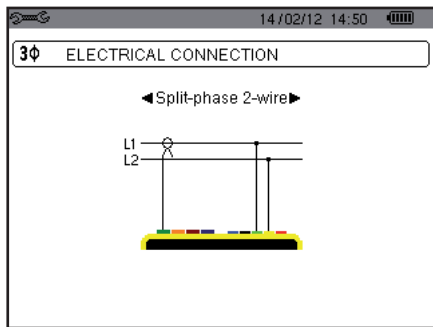 14/02/12 14:50
3ϕ ELECTRICAL CONNECTION
◄Split-phase 2-wire►
L1
L2